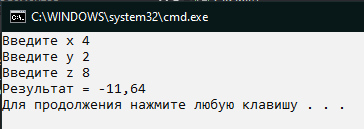 C:\WINDOWS\system32\cmd.exe
Введите x 4
Введите y 2
Введите z 8
Результат = -11,64
Для продолжения нажмите любую клавишу . . .